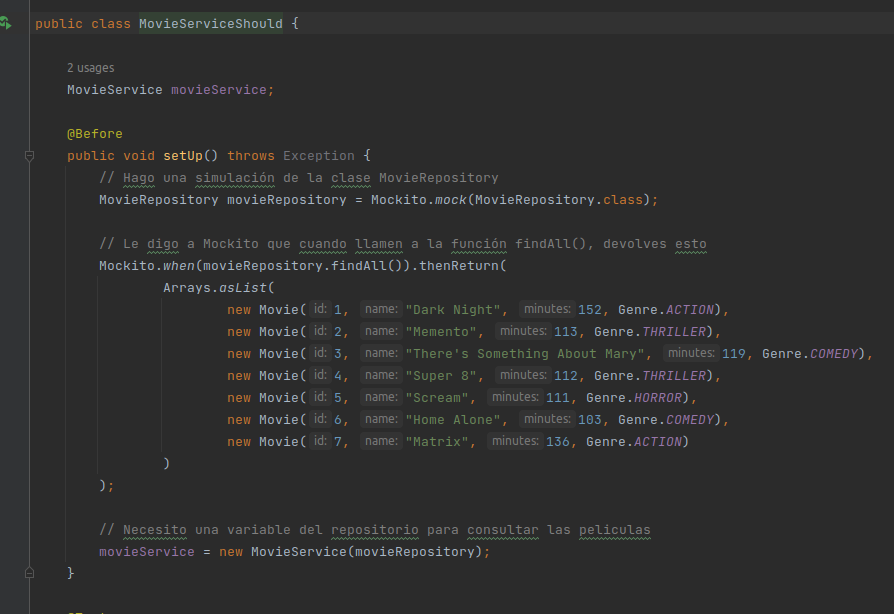 public class MovieServiceShould {
2 usages
MovieService movieService;
@Before
public void setUp() throws Exception {
// Hago una simulación de la clase MovieRepository
MovieRepository movieRepository = Mockito.mock(MovieRepository.class);
// Le digo a Mockito que cuando llamen a la función findAll(), devolves esto
Mockito.when(movieRepository.findAll()).thenReturn(
Arrays.asList(
new Movie( id: 1, name: "Dark Night", minutes: 152, Genre.ACTION),
new Movie( id: 2, name: "Memento", minutes: 113, Genre.THRILLER),
new Movie( id: 3, name: "There's Something About Mary", minutes: 119, Genre.COMEDY),
new Movie( id: 4, name: "Super 8", minutes: 112, Genre.THRILLER),
new Movie( id: 5, name: "Scream", minutes: 111, Genre.HORROR),
new Movie( id: 6, name: "Home Alone", minutes: 103, Genre.COMEDY),
new Movie( id: 7, name: "Matrix", minutes: 136, Genre.ACTION)
)
);
// Necesito una variable del repositorio para consultar las peliculas
movieService = new MovieService(movieRepository);
}